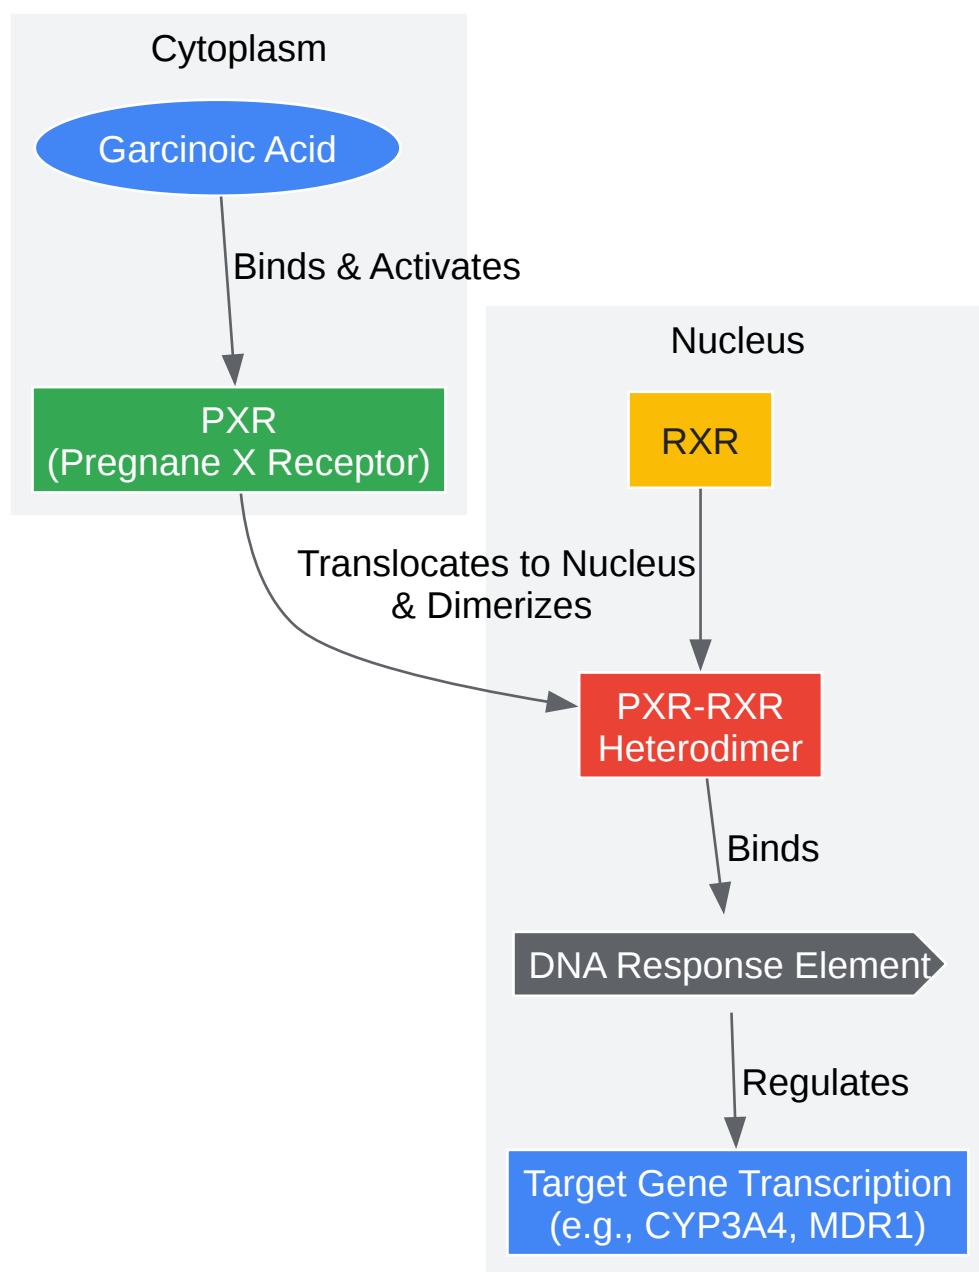 Cytoplasm
Garcinoic Acid
Binds & Activates
PXR
(Pregnane X Receptor)
Nucleus
RXR
Translocates to Nucleus
& Dimerizes
PXR-RXR
Heterodimer
Binds
DNA Response Element
Regulates
Target Gene Transcription
(e.g., CYP3A4, MDR1)